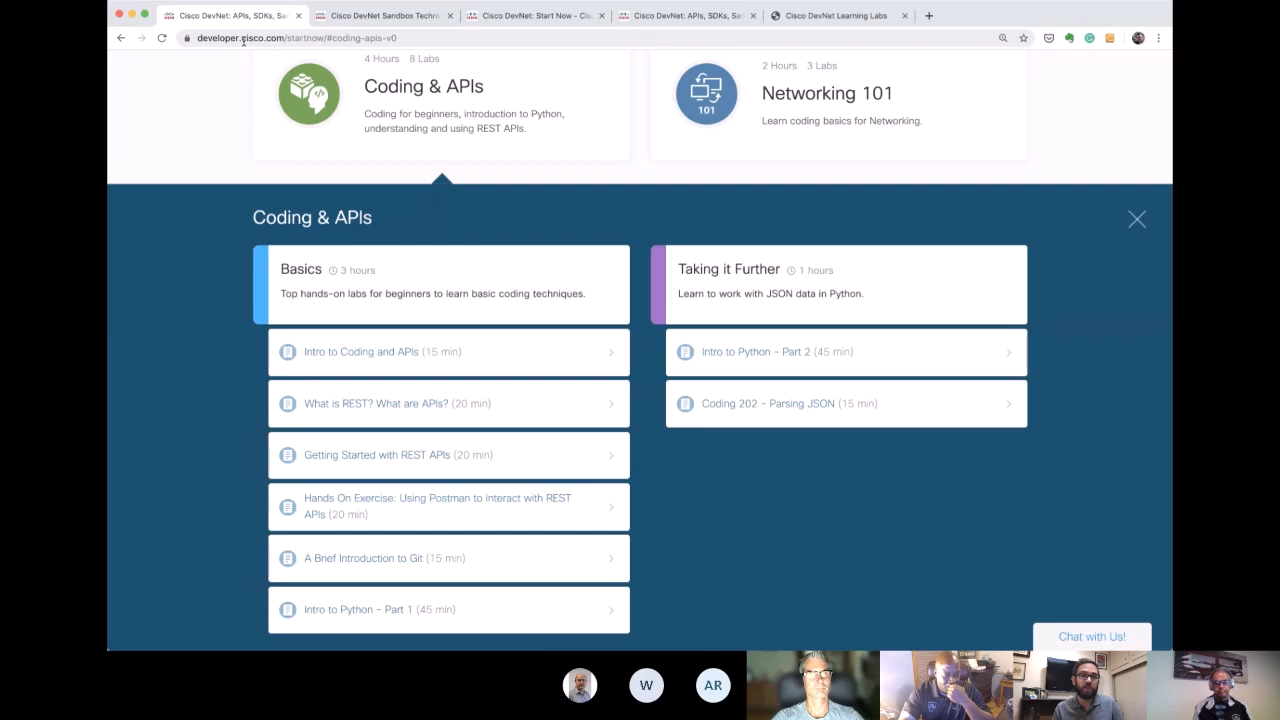 Cisco DevNet: APIs, SDKs, Sa
Cisco DevNet Sandbox Techni
Cisco DevNet: Start Now - Cis
Cisco DevNet: APIs, SDKs, Sa
Cisco DevNet Learning Labs
developer.cisco.com/startnow/#coding-apis-v0
4 Hours 8 Labs
Coding & APIs
Coding for beginners, introduction to Python,
understanding and using REST APIs.
101
2 Hours 3 Labs
Networking 101
Learn coding basics for Networking.
Coding & APIs
Basics 3 hours
Top hands-on labs for beginners to learn basic coding techniques.
Intro to Coding and APIs (15 min)
What is REST? What are APIs? (20 min)
Getting Started with REST APIs (20 min)
Hands On Exercise: Using Postman to Interact with REST
APIs (20 min)
A Brief Introduction to Git (15 min)
Intro to Python - Part 1 (45 min)
Taking it Further 1 hours
Learn to work with JSON data in Python.
Intro to Python - Part 2 (45 min)
Coding 202 - Parsing JSON (15 min)
Chat with Us!
W
AR